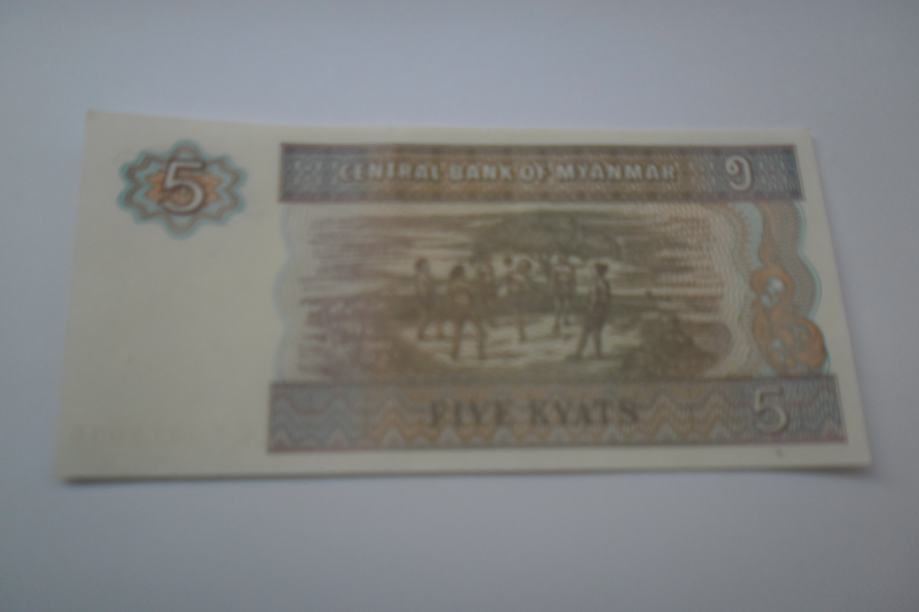 5
CENTRAL BANK OF MYANMAR ၅
FIVE KYATS 5